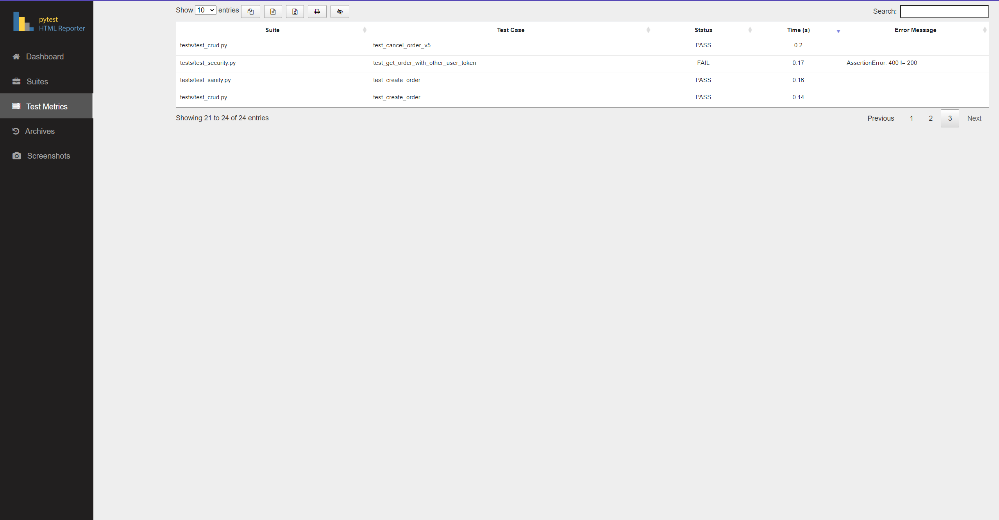 pytest
HTML Reporter
Dashboard
Suites
Test Metrics
Archives
Screenshots
Show 10 entries Search:
Suite Test Case Status Time (s) Error Message
tests/test_crud.py test_cancel_order_v5 PASS 0.2
tests/test_security.py test_get_order_with_other_user_token FAIL 0.17 AssertionError: 400 != 200
tests/test_sanity.py test_create_order PASS 0.16
tests/test_crud.py test_create_order PASS 0.14
Showing 21 to 24 of 24 entries Previous 1 2 3 Next